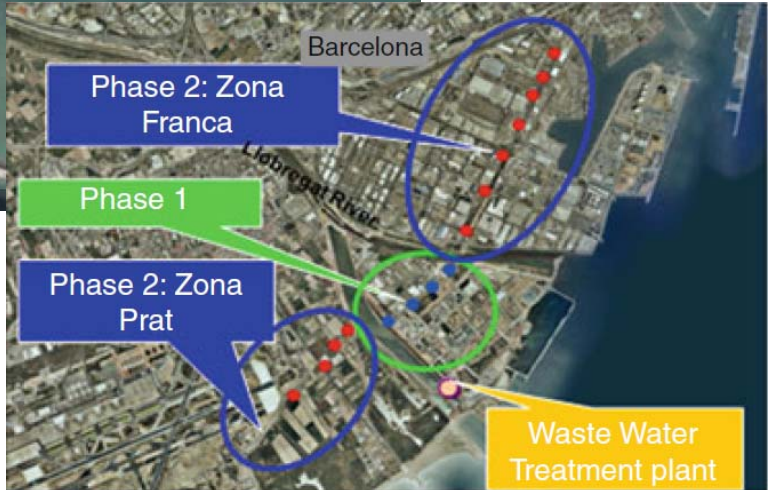 Barcelona
Phase 2: Zona
Franca
Llobregat River
Phase 1
Phase 2: Zona
Prat
Waste Water
Treatment plant